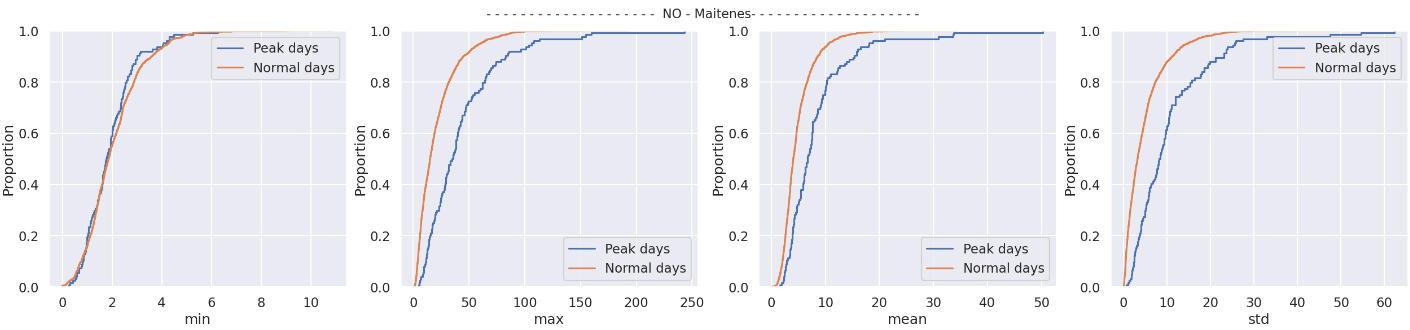 - - - - - - - - - - - - - - - - - - - - - - NO - Maitenes- - - - - - - - - - - - - - - - - - - - - -
1.0
0.8
0.6
0.4
0.2
0.0
Proportion
0 2 4 6 8 10
min
Peak days
Normal days
1.0
0.8
0.6
0.4
0.2
0.0
Proportion
0 50 100 150 200 250
max
Peak days
Normal days
1.0
0.8
0.6
0.4
0.2
0.0
Proportion
0 10 20 30 40 50
mean
Peak days
Normal days
1.0
0.8
0.6
0.4
0.2
0.0
Proportion
0 10 20 30 40 50 60
std
Peak days
Normal days